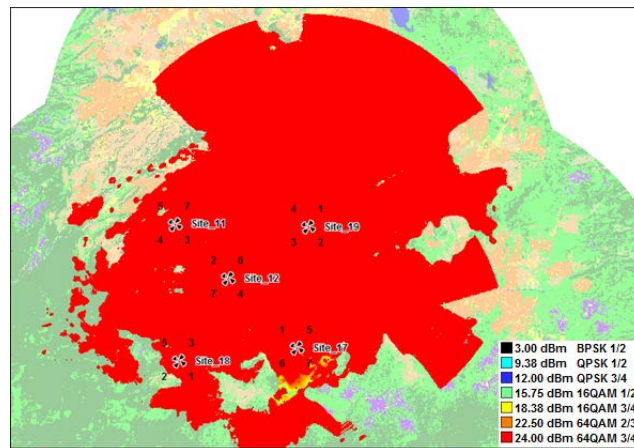 4 1
5 7
Site_11
Site_19
4 3
3 2
2 6
Site_12
7 4
1 5
5 3
Site_17
Site_18
6 7
2 1
3.00 dBm BPSK 1/2
9.38 dBm QPSK 1/2
12.00 dBm QPSK 3/4
15.75 dBm 16QAM 1/2
18.38 dBm 16QAM 3/4
22.50 dBm 64QAM 2/3
24.00 dBm 64QAM 3/4